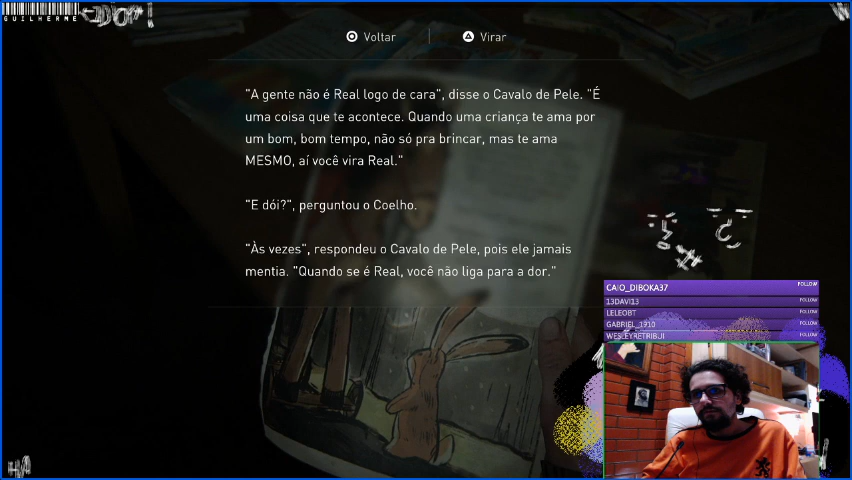 GUILHERME
Voltar
Virar
"A gente não é Real logo de cara", disse o Cavalo de Pele. "É
uma coisa que te acontece. Quando uma criança te ama por
um bom, bom tempo, não só pra brincar, mas te ama
MESMO, aí você vira Real."
"E dói?", perguntou o Coelho.
"Às vezes", respondeu o Cavalo de Pele, pois ele jamais
mentia. "Quando se é Real, você não liga para a dor."
CAIO_DIBOKA37 FOLLOW
13DAVI13 FOLLOW
LELEOBT FOLLOW
GABRIEL_1910 FOLLOW
WESLEYRETRIBUI FOLLOW